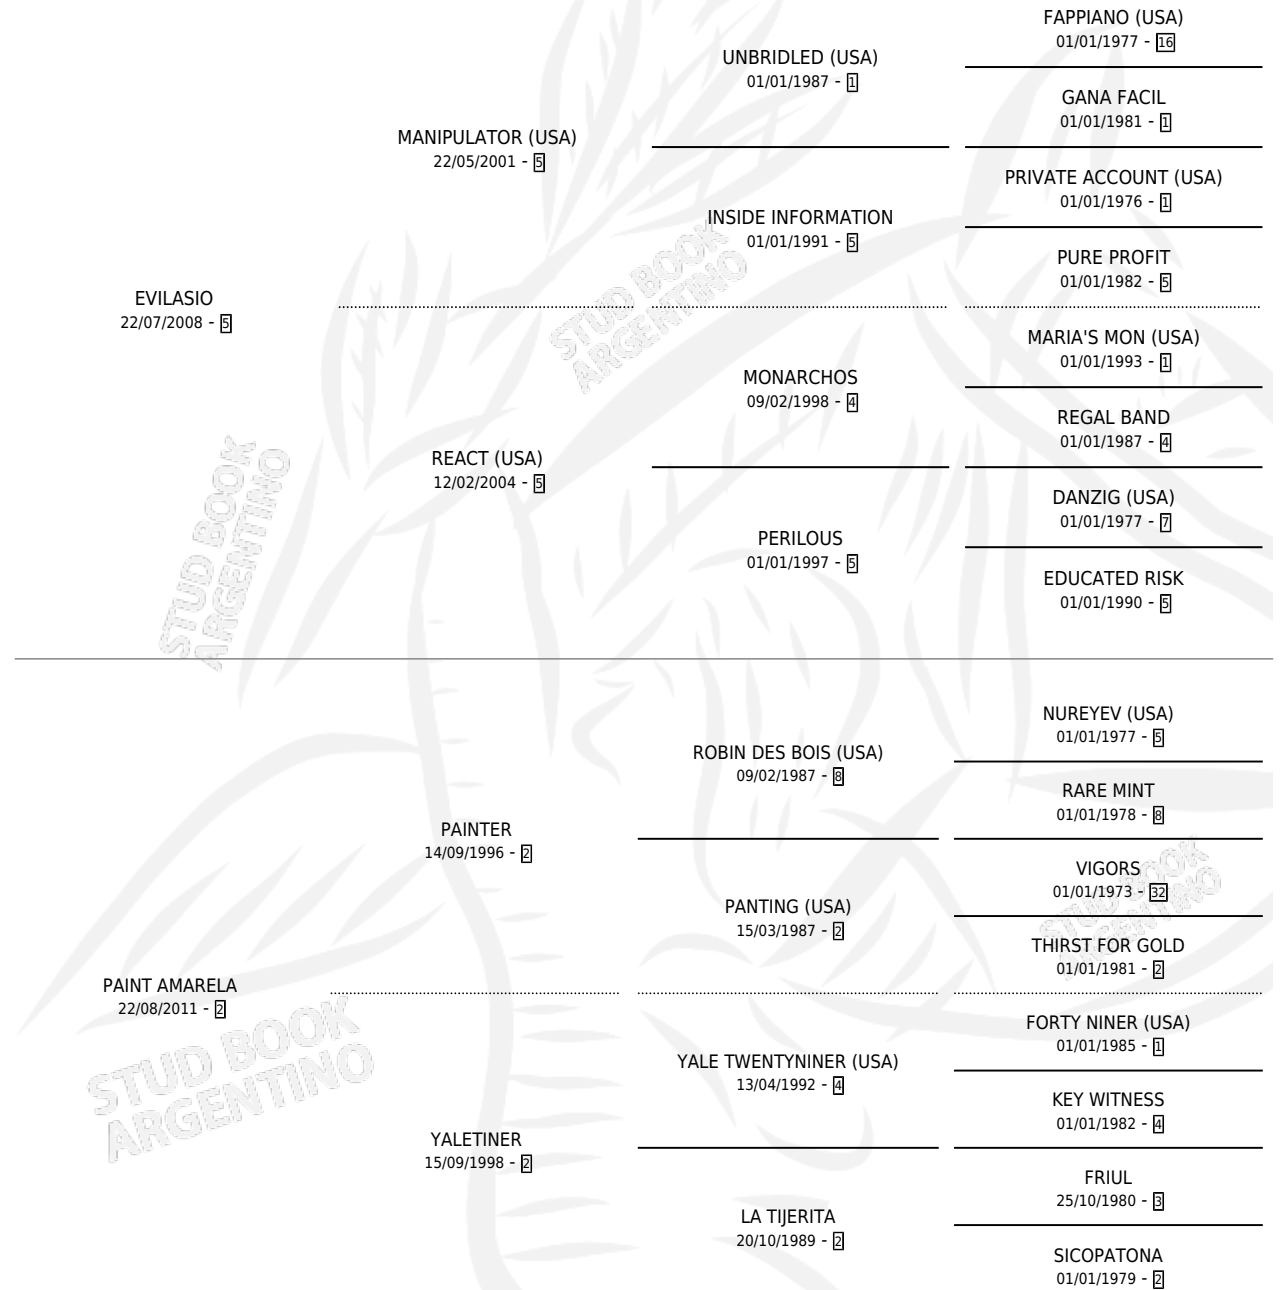 FAPPIANO (USA)
01/01/1977 - 16
UNBRIDLED (USA)
01/01/1987 - 1
GANA FACIL
01/01/1981 - 1
MANIPULATOR (USA)
22/05/2001 - 5
PRIVATE ACCOUNT (USA)
01/01/1976 - 1
INSIDE INFORMATION
01/01/1991 - 5
PURE PROFIT
01/01/1982 - 5
EVILASIO
22/07/2008 - 5
STUD BOOK
ARGENTINO
MARIA'S MON (USA)
01/01/1993 - 1
MONARCHOS
09/02/1998 - 4
REGAL BAND
01/01/1987 - 4
REACT (USA)
12/02/2004 - 5
DANZIG (USA)
01/01/1977 - 7
PERILOUS
01/01/1997 - 5
EDUCATED RISK
01/01/1990 - 5
STUD BOOK
ARGENTINO
NUREYEV (USA)
01/01/1977 - 5
ROBIN DES BOIS (USA)
09/02/1987 - 8
RARE MINT
01/01/1978 - 8
PAINTER
14/09/1996 - 2
VIGORS
01/01/1973 - 32
PANTING (USA)
15/03/1987 - 2
STUD BOOK
ARGENTINO
THIRST FOR GOLD
01/01/1981 - 2
PAINT AMARELA
22/08/2011 - 2
STUD BOOK
ARGENTINO
FORTY NINER (USA)
01/01/1985 - 1
YALE TWENTYNINER (USA)
13/04/1992 - 4
KEY WITNESS
01/01/1982 - 4
YALETINER
15/09/1998 - 2
FRIUL
25/10/1980 - 3
LA TIJERITA
20/10/1989 - 2
SICOPATONA
01/01/1979 - 2